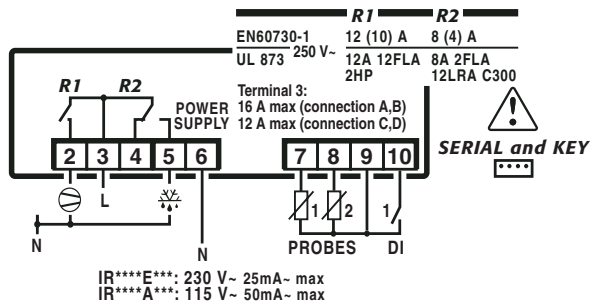 R1 R2
EN60730-1 12 (10) A 8 (4) A
250 V~
UL 873 12A 12FLA 8A 2FLA
2HP 12LRA C300
R1 R2
Terminal 3:
POWER 16 A max (connection A,B)
SUPPLY 12 A max (connection C,D)
SERIAL and KEY
2 3 4 5 6 7 8 9 10
L 1 2 1
N N PROBES DI
IR****E***: 230 V~ 25mA~ max
IR****A***: 115 V~ 50mA~ max